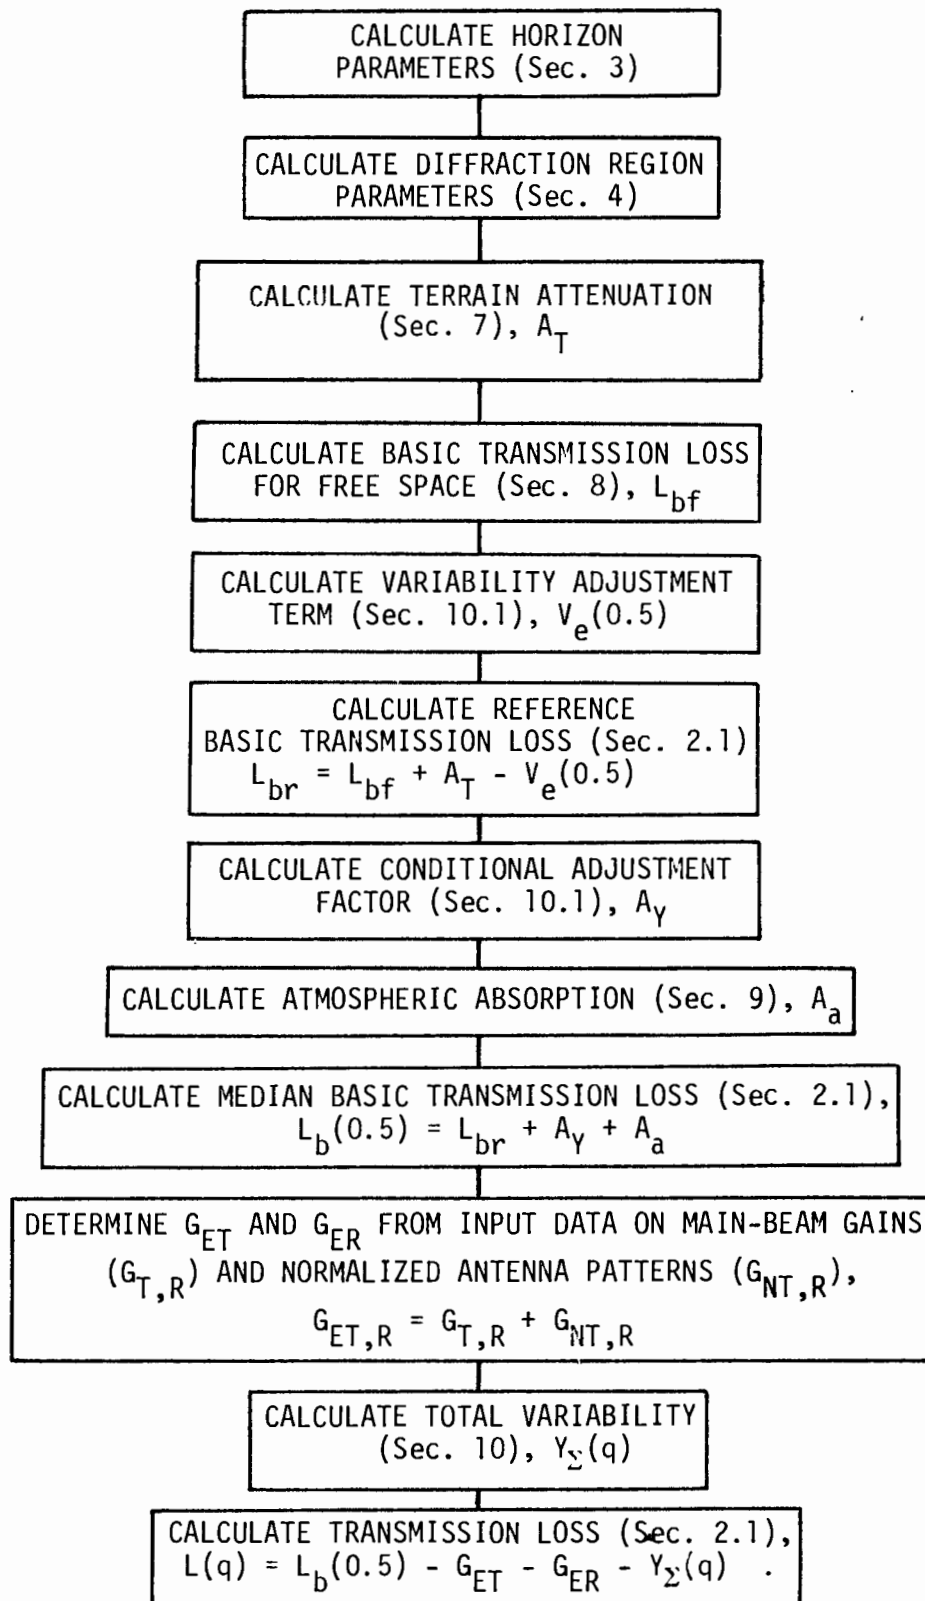 CALCULATE HORIZON
PARAMETERS (Sec. 3)
CALCULATE DIFFRACTION REGION
PARAMETERS (Sec. 4)
CALCULATE TERRAIN ATTENUATION
(Sec. 7), A_T
CALCULATE BASIC TRANSMISSION LOSS
FOR FREE SPACE (Sec. 8), L_bf
CALCULATE VARIABILITY ADJUSTMENT
TERM (Sec. 10.1), V_e(0.5)
CALCULATE REFERENCE
BASIC TRANSMISSION LOSS (Sec. 2.1)
L_br = L_bf + A_T - V_e(0.5)
CALCULATE CONDITIONAL ADJUSTMENT
FACTOR (Sec. 10.1), A_Y
CALCULATE ATMOSPHERIC ABSORPTION (Sec. 9), A_a
CALCULATE MEDIAN BASIC TRANSMISSION LOSS (Sec. 2.1),
L_b(0.5) = L_br + A_Y + A_a
DETERMINE G_ET AND G_ER FROM INPUT DATA ON MAIN-BEAM GAINS
(G_T,R) AND NORMALIZED ANTENNA PATTERNS (G_NT,R),
G_ET,R = G_T,R + G_NT,R
CALCULATE TOTAL VARIABILITY
(Sec. 10), Y_Σ(q)
CALCULATE TRANSMISSION LOSS (Sec. 2.1),
L(q) = L_b(0.5) - G_ET - G_ER - Y_Σ(q) .